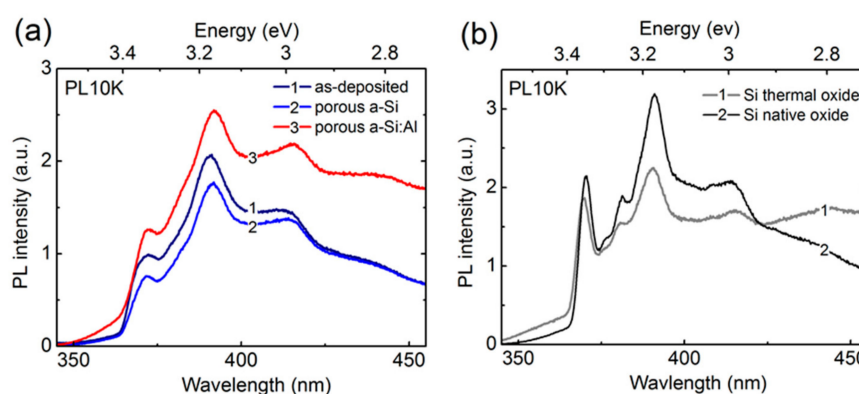 (a)
Energy (eV)
3.4 3.2 3 2.8
PL10K
1 as-deposited
2 porous a-Si
3 porous a-Si:Al
3
1
2
PL intensity (a.u.)
3
2
1
0
350 400 450
Wavelength (nm)
(b)
Energy (ev)
3.4 3.2 3 2.8
PL10K
1 Si thermal oxide
2 Si native oxide
1
2
PL intensity (a.u.)
3
2
1
0
350 400 450
Wavelength (nm)